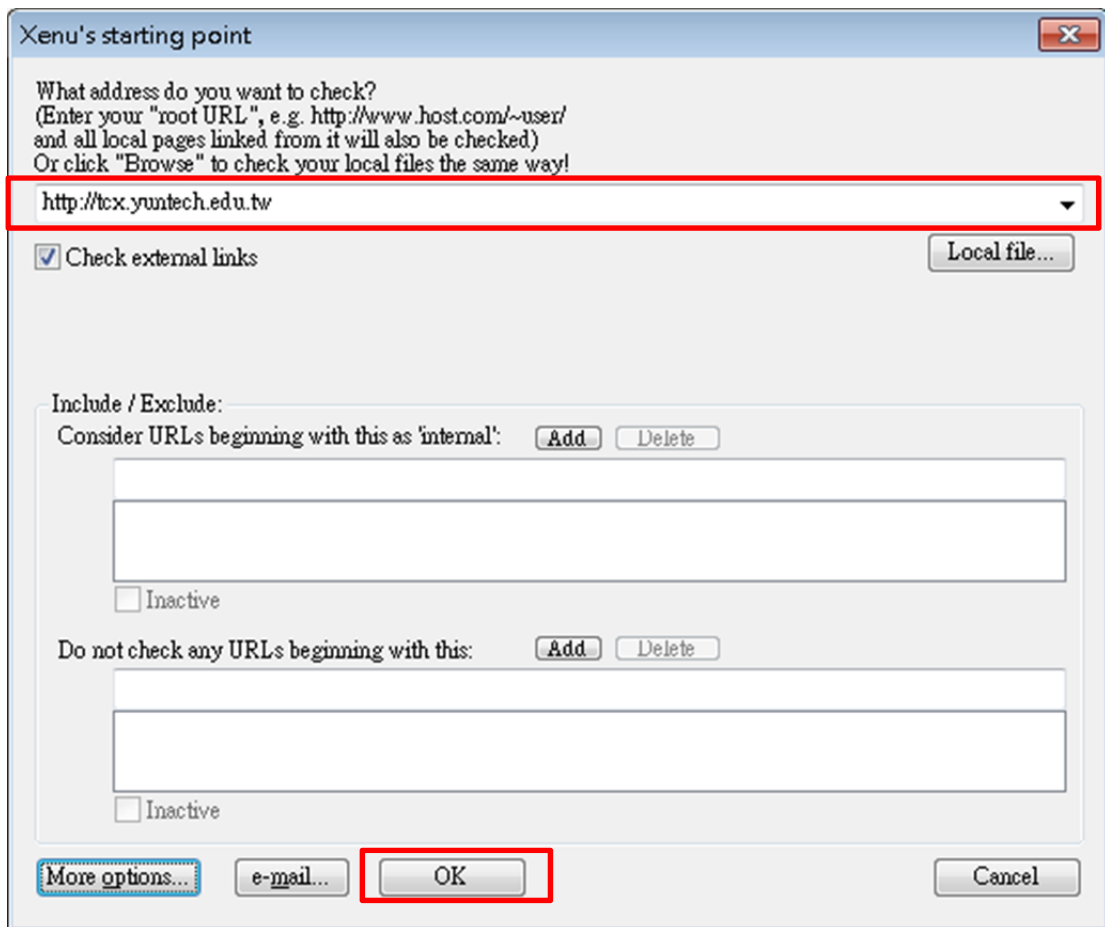 Xenu's starting point
What address do you want to check?
(Enter your "root URL", e.g. http://www.host.com/~user/
and all local pages linked from it will also be checked)
Or click "Browse" to check your local files the same way!
http://tcx.yuntech.edu.tw
Check external links
Local file...
Include / Exclude:
Consider URLs beginning with this as 'internal': Add Delete
Inactive
Do not check any URLs beginning with this: Add Delete
Inactive
More options... e-mail... OK Cancel